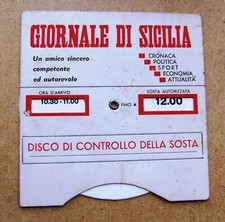 GIORNALE DI SICILIA
Un amico sincero
competente
ed autorevole
CRONACA
POLITICA
SPORT
ECONOMIA
ATTUALITÀ
ORA D'ARRIVO
10.30 - 11.00
FINO A
SOSTA AUTORIZZATA
12.00
DISCO DI CONTROLLO DELLA SOSTA